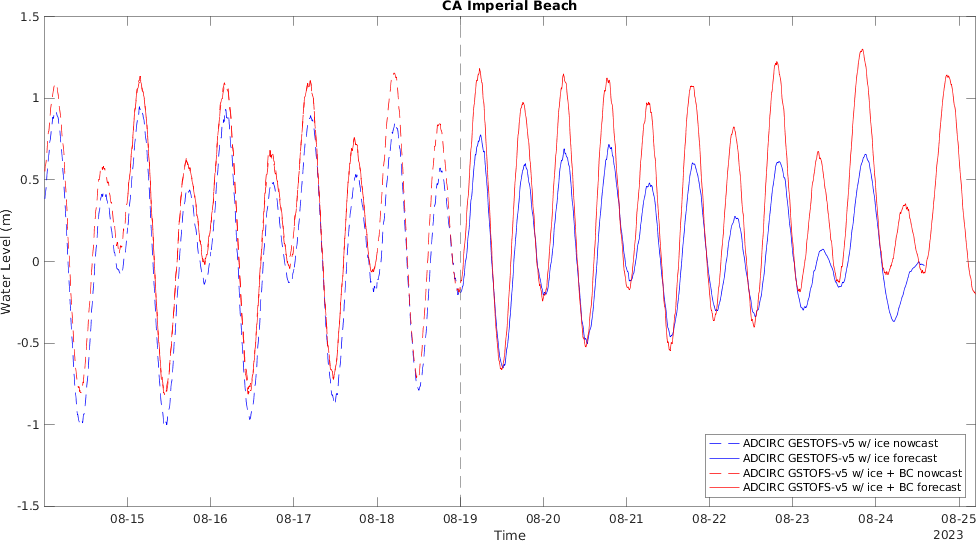 CA Imperial Beach
1.5
1
0.5
0
-0.5
-1
-1.5
Water Level (m)
08-15
08-16
08-17
08-18
08-19
08-20
08-21
08-22
08-23
08-24
08-25
Time
2023
ADCIRC GESTOFS-v5 w/ ice nowcast
ADCIRC GESTOFS-v5 w/ ice forecast
ADCIRC GSTOFS-v5 w/ ice + BC nowcast
ADCIRC GSTOFS-v5 w/ ice + BC forecast